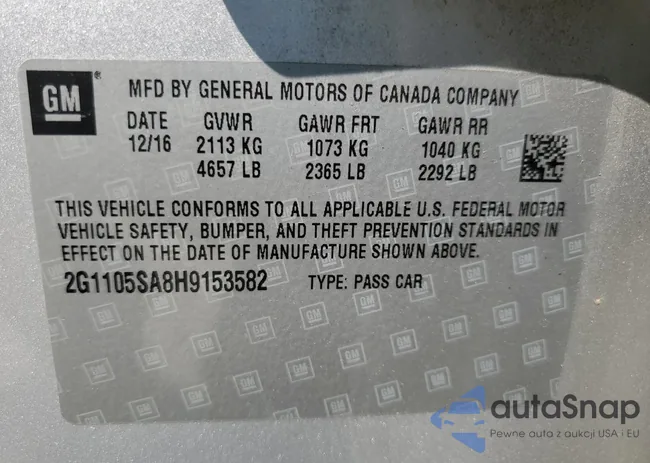 GM ®
MFD BY GENERAL MOTORS OF CANADA COMPANY
DATE GVWR GAWR FRT GAWR RR
12/16 2113 KG 1073 KG 1040 KG
4657 LB 2365 LB 2292 LB
THIS VEHICLE CONFORMS TO ALL APPLICABLE U.S. FEDERAL MOTOR
VEHICLE SAFETY, BUMPER, AND THEFT PREVENTION STANDARDS IN
EFFECT ON THE DATE OF MANUFACTURE SHOWN ABOVE.
2G1105SA8H9153582 TYPE: PASS CAR
autaSnap
Pewne auta z aukcji USA i EU